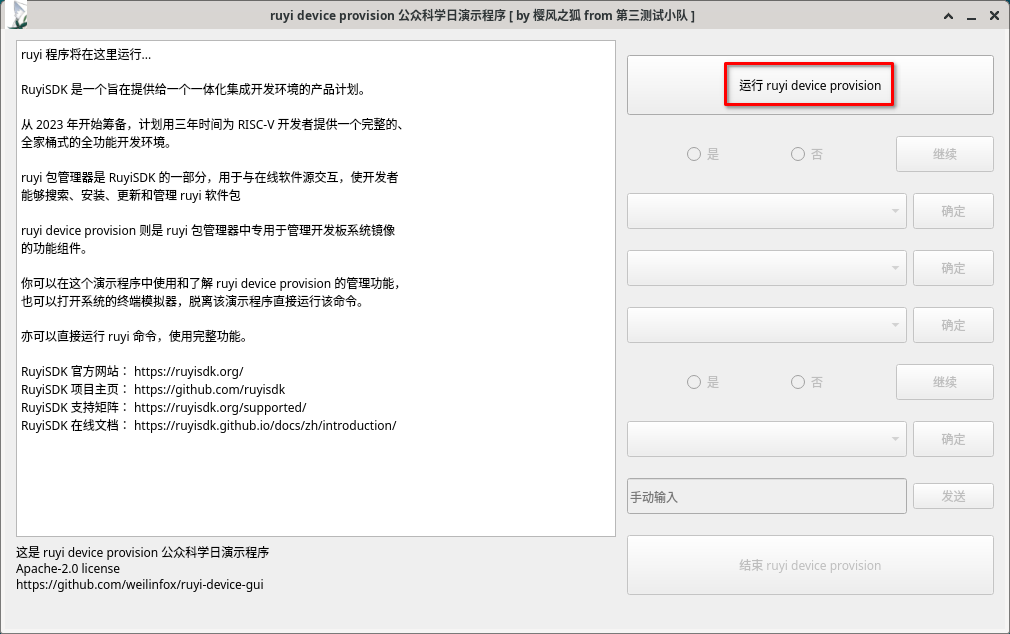 ruyi device provision 公众科学日演示程序 [ by 樱风之狐 from 第三测试小队 ]
ruyi 程序将在这里运行...
RuyiSDK 是一个旨在提供给一个一体化集成开发环境的产品计划。
从 2023 年开始筹备，计划用三年时间为 RISC-V 开发者提供一个完整的、
全家桶式的全功能开发环境。
ruyi 包管理器是 RuyiSDK 的一部分，用于与在线软件源交互，使开发者
能够搜索、安装、更新和管理 ruyi 软件包
ruyi device provision 则是 ruyi 包管理器中专用于管理开发板系统镜像
的功能组件。
你可以在这个演示程序中使用和了解 ruyi device provision 的管理功能，
也可以打开系统的终端模拟器，脱离该演示程序直接运行该命令。
亦可以直接运行 ruyi 命令，使用完整功能。
RuyiSDK 官方网站： https://ruyisdk.org/
RuyiSDK 项目主页： https://github.com/ruyisdk
RuyiSDK 支持矩阵： https://ruyisdk.org/supported/
RuyiSDK 在线文档： https://ruyisdk.github.io/docs/zh/introduction/
这是 ruyi device provision 公众科学日演示程序
Apache-2.0 license
https://github.com/weilinfox/ruyi-device-gui
运行 ruyi device provision
是 否 继续
确定
确定
确定
是 否 继续
确定
手动输入 发送
结束 ruyi device provision